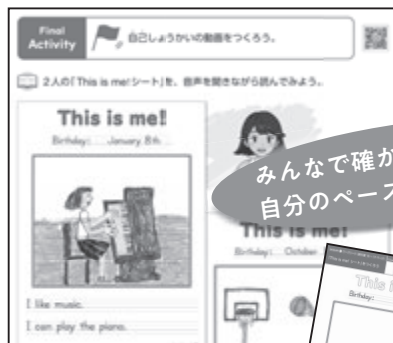 Final
Activity
自己しょうかいの動画をつくろう。
2人の「This is me!シート」を、音声を聞きながら読んでみよう。
This is me!
Birthday: January 8th
I like music.
I can play the piano.
みんなで確か
自分のペース
This is me!
Birthday: October
This i
Birthday: